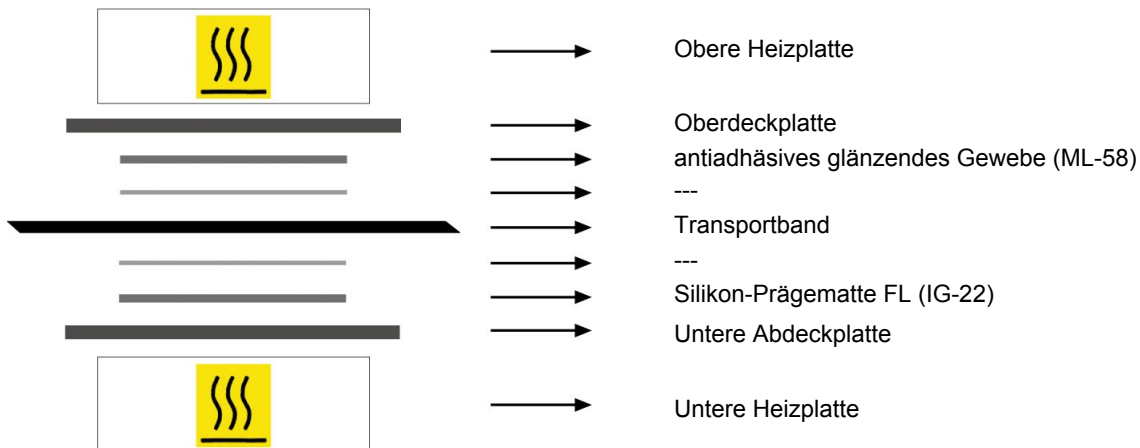 Obere Heizplatte
Oberdeckplatte
antiadhäsives glänzendes Gewebe (ML-58)
---
Transportband
---
Silikon-Prägematte FL (IG-22)
Untere Abdeckplatte
Untere Heizplatte